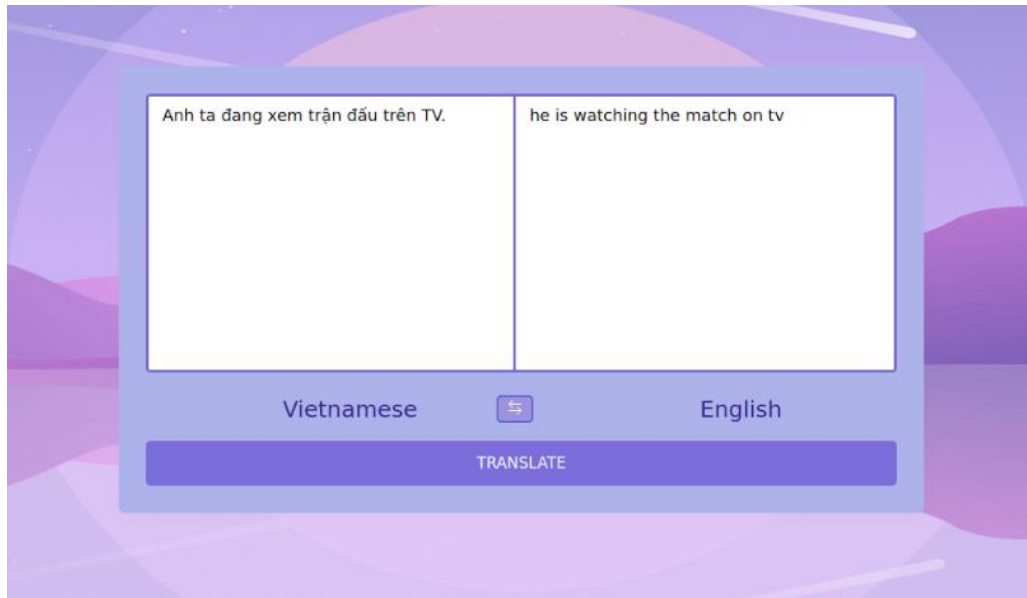 Anh ta đang xem trận đấu trên TV.
he is watching the match on tv
Vietnamese ⇆ English
TRANSLATE